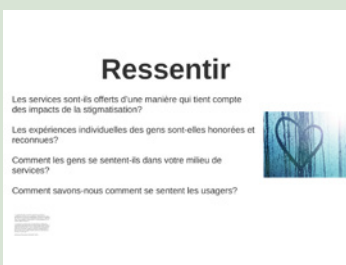 Ressentir
Les services sont-ils offerts d'une manière qui tient compte
des impacts de la stigmatisation?
Les expériences individuelles des gens sont-elles honorées et
reconnues?
Comment les gens se sentent-ils dans votre milieu de
services?
Comment savons-nous comment se sentent les usagers?